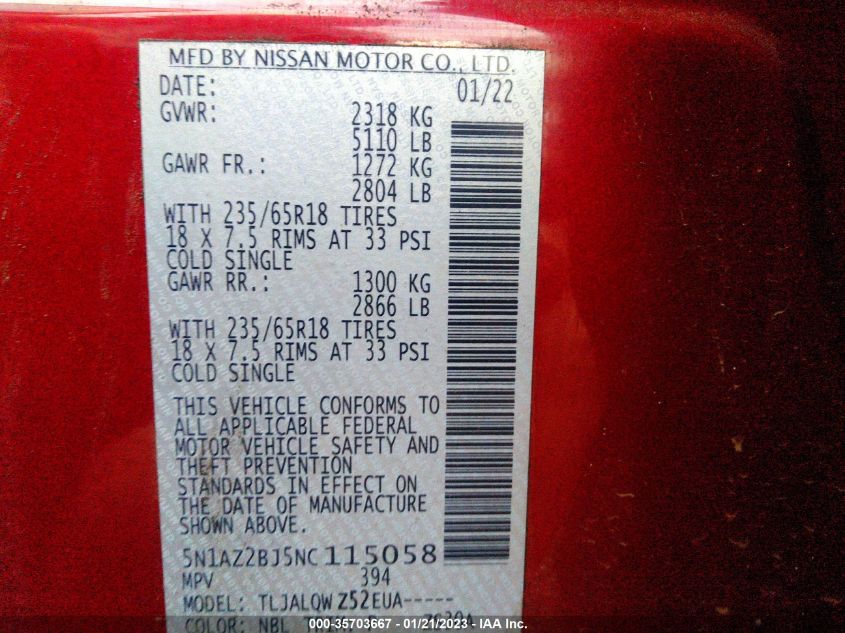 MFD BY NISSAN MOTOR CO., LTD.
DATE: 01/22
GVWR: 2318 KG
5110 LB
GAWR FR.: 1272 KG
2804 LB
WITH 235/65R18 TIRES
18 X 7.5 RIMS AT 33 PSI
COLD SINGLE
GAWR RR.: 1300 KG
2866 LB
WITH 235/65R18 TIRES
18 X 7.5 RIMS AT 33 PSI
COLD SINGLE
THIS VEHICLE CONFORMS TO
ALL APPLICABLE FEDERAL
MOTOR VEHICLE SAFETY AND
THEFT PREVENTION
STANDARDS IN EFFECT ON
THE DATE OF MANUFACTURE
SHOWN ABOVE.
5N1AZ2BJ5NC115058
MPV 394
MODEL: TLJALQWZ52EUA-----
COLOR: NBL
000-35703667 - 01/21/2023 - IAA Inc.